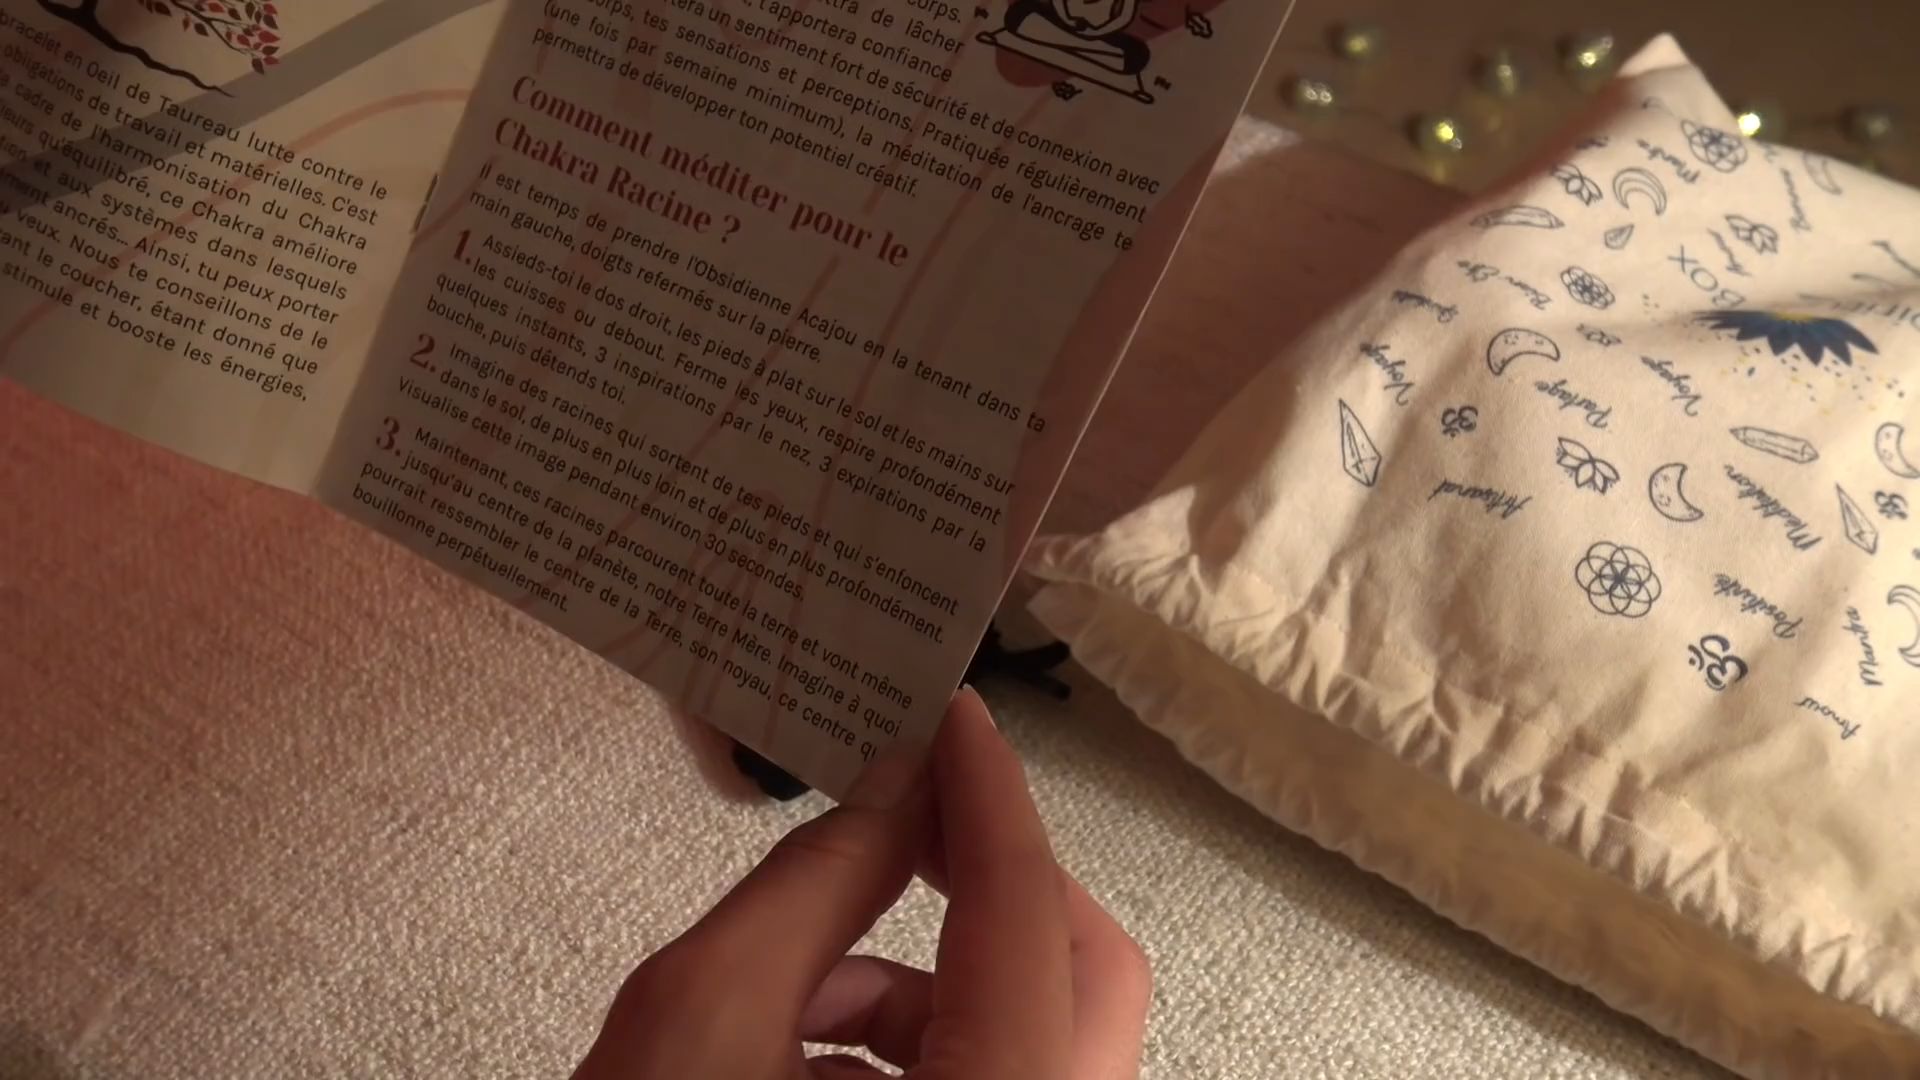 bracelet en Oeil de Taureau lutte contre le
obligations de travail et matérielles. C'est
cadre de l'harmonisation du Chakra
qu'équilibré, ce Chakra améliore
et aux systèmes dans lesquels
ancrés... Ainsi, tu peux porter
veux. Nous te conseillons de le
le coucher, étant donné que
stimule et booste les énergies,
corps.
de lâcher
t'apportera confiance
un sentiment fort de sécurité et de connexion avec
corps, tes sensations et perceptions. Pratiquée régulièrement
(une fois par semaine minimum), la méditation de l'ancrage te
permettra de développer ton potentiel créatif.
Comment méditer pour le
Chakra Racine ?
Il est temps de prendre l'Obsidienne Acajou en la tenant dans ta
main gauche, doigts refermés sur la pierre.
1. Assieds-toi le dos droit, les pieds à plat sur le sol et les mains sur
les cuisses ou debout. Ferme les yeux, respire profondément
quelques instants, 3 inspirations par le nez, 3 expirations par la
bouche, puis détends toi.
2. Imagine des racines qui sortent de tes pieds et qui s'enfoncent
dans le sol, de plus en plus loin et de plus en plus profondément.
Visualise cette image pendant environ 30 secondes.
3. Maintenant, ces racines parcourent toute la terre et vont même
jusqu'au centre de la planète, notre Terre Mère. Imagine à quoi
pourrait ressembler le centre de la Terre, son noyau, ce centre
bouillonne perpétuellement.
Mantra
BOX
Bien Etre
Voyage
Voyage
Partage
Artisanat
Méditation
Positivité
Mantra
Amour
ॐ
ॐ
ॐ